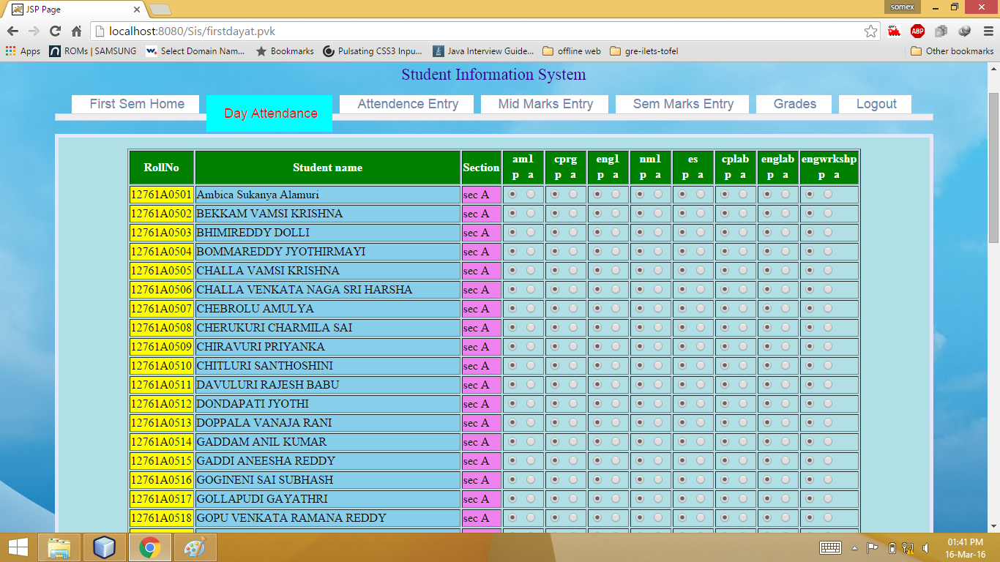 JSP Page
somex
localhost:8080/Sis/firstdayat.pvk
ABP
Apps ROMs | SAMSUNG w. Select Domain Nam... Bookmarks Pulsating CSS3 Inpu... Java Interview Guide... offline web gre-ilets-tofel Other bookmarks
Student Information System
First Sem Home Day Attendance Attendence Entry Mid Marks Entry Sem Marks Entry Grades Logout
RollNo Student name Section am1 cprg engl nm1 es cplab englab engwrkshp
p a p a p a p a p a p a p a p a
12761A0501 Ambica Sukanya Alamuri sec A
12761A0502 BEKKAM VAMSI KRISHNA sec A
12761A0503 BHIMIREDDY DOLLI sec A
12761A0504 BOMMAREDDY JYOTHIRMAYI sec A
12761A0505 CHALLA VAMSI KRISHNA sec A
12761A0506 CHALLA VENKATA NAGA SRI HARSHA sec A
12761A0507 CHEBROLU AMULYA sec A
12761A0508 CHERUKURI CHARMILA SAI sec A
12761A0509 CHIRAVURI PRIYANKA sec A
12761A0510 CHITLURI SANTHOSHINI sec A
12761A0511 DAVULURI RAJESH BABU sec A
12761A0512 DONDAPATI JYOTHI sec A
12761A0513 DOPPALA VANAJA RANI sec A
12761A0514 GADDAM ANIL KUMAR sec A
12761A0515 GADDI ANEESHA REDDY sec A
12761A0516 GOGINENI SAI SUBHASH sec A
12761A0517 GOLLAPUDI GAYATHRI sec A
12761A0518 GOPU VENKATA RAMANA REDDY sec A
01:41 PM
16-Mar-16